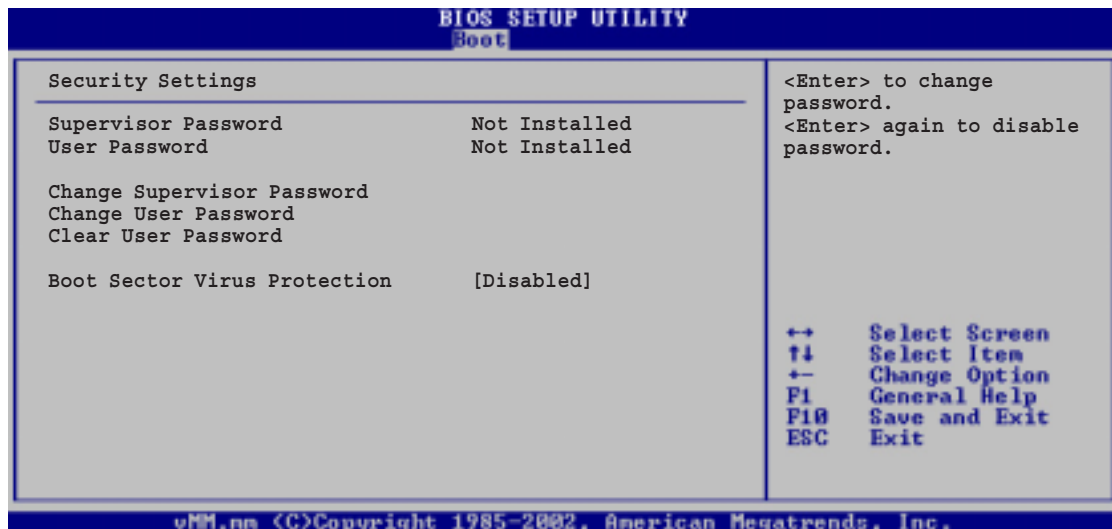 BIOS SETUP UTILITY
Boot
Security Settings
Supervisor Password Not Installed
User Password Not Installed
Change Supervisor Password
Change User Password
Clear User Password
Boot Sector Virus Protection [Disabled]
<Enter> to change
password.
<Enter> again to disable
password.
←→ Select Screen
↑↓ Select Item
+- Change Option
F1 General Help
F10 Save and Exit
ESC Exit
vMM.mm (C)Copyright 1985-2002, American Megatrends, Inc.